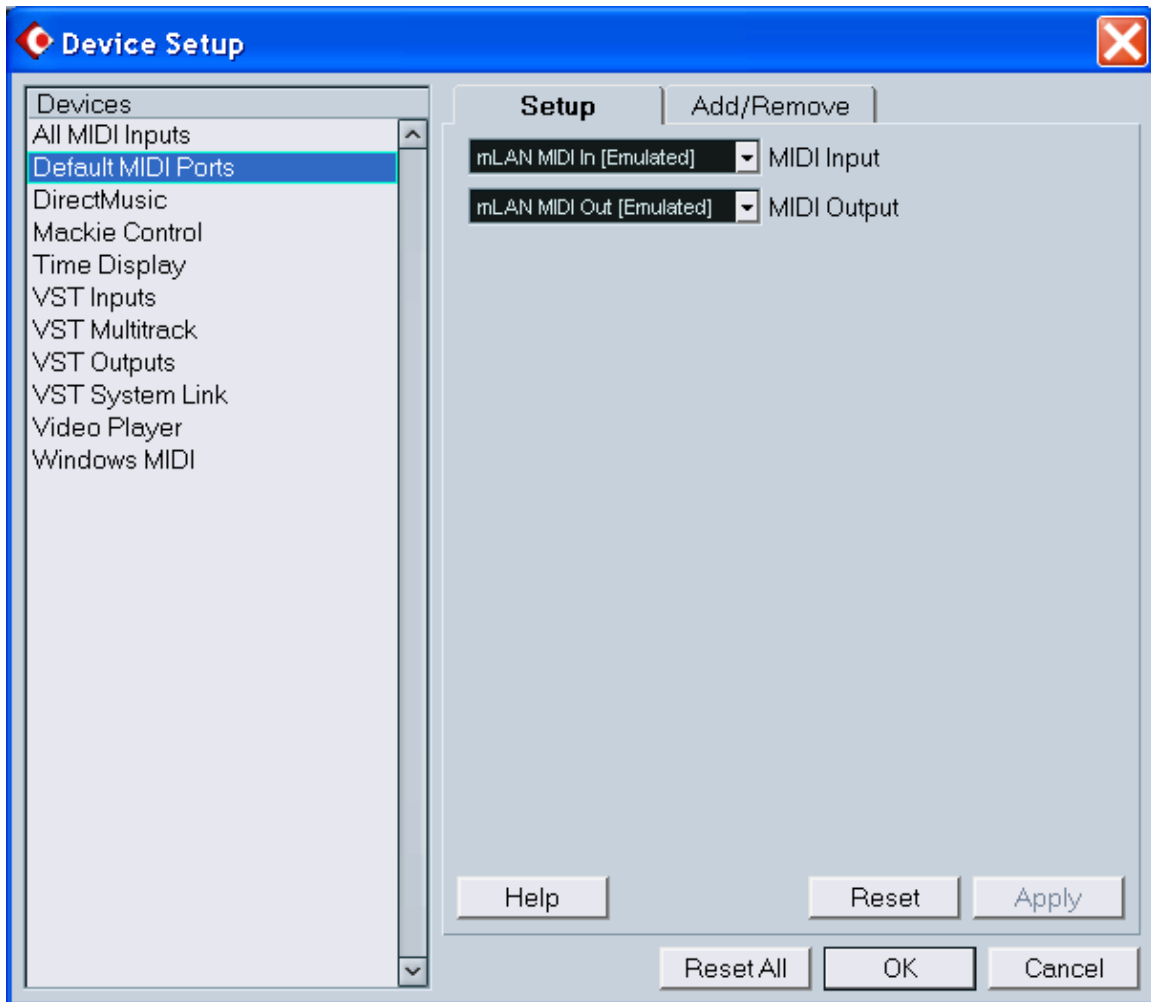 Device Setup
Devices
All MIDI Inputs
Default MIDI Ports
DirectMusic
Mackie Control
Time Display
VST Inputs
VST Multitrack
VST Outputs
VST System Link
Video Player
Windows MIDI
Setup
Add/Remove
mLAN MIDI In [Emulated] MIDI Input
mLAN MIDI Out [Emulated] MIDI Output
Help Reset Apply
Reset All OK Cancel